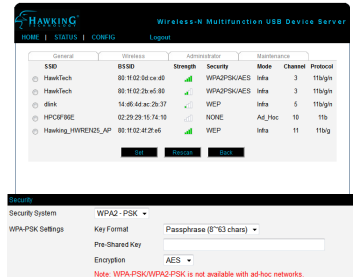 HAWKING
TECHNOLOGY
Wireless-N Multifunction USB Device Server
HOME | STATUS | CONFIG Logout
General Wireless Administrator Maintenance
SSID BSSID Strength Security Mode Channel Protocol
HawkTech 80:1f:02:0d:ce:d0 WPA2PSK/AES Infra 3 11b/g/n
HawkTech 80:1f:02:2b:e5:80 WPA2PSK/AES Infra 3 11b/g/n
dlink 14:d6:4d:ac:2b:37 WEP Infra 5 11b/g/n
HPC6F86E 02:29:29:15:74:10 NONE Ad_Hoc 10 11b
Hawking_HWREN25_AP 80:1f:02:4f:2f:e6 WEP Infra 11 11b/g
Set Rescan Back
Security
Security System WPA2 - PSK
WPA-PSK Settings Key Format Passphrase (8~63 chars)
Pre-Shared Key
Encryption AES
Note: WPA-PSK/WPA2-PSK is not available with ad-hoc networks.